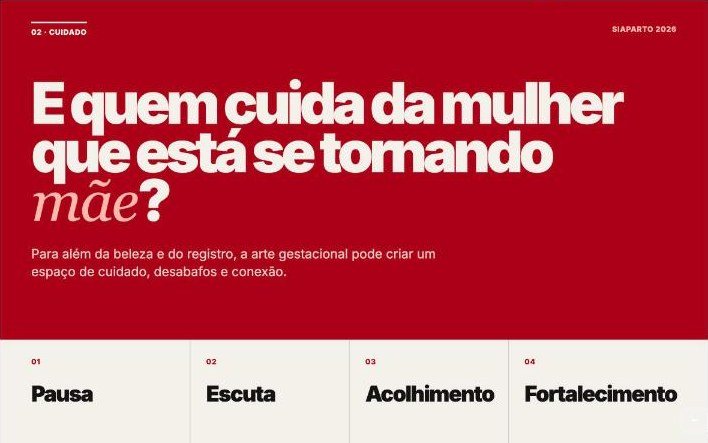 02 · CUIDADO
SIAPARTO 2026
E quem cuida da mulher
que está se tornando
mãe?
Para além da beleza e do registro, a arte gestacional pode criar um
espaço de cuidado, desabafos e conexão.
01
Pausa
02
Escuta
03
Acolhimento
04
Fortalecimento